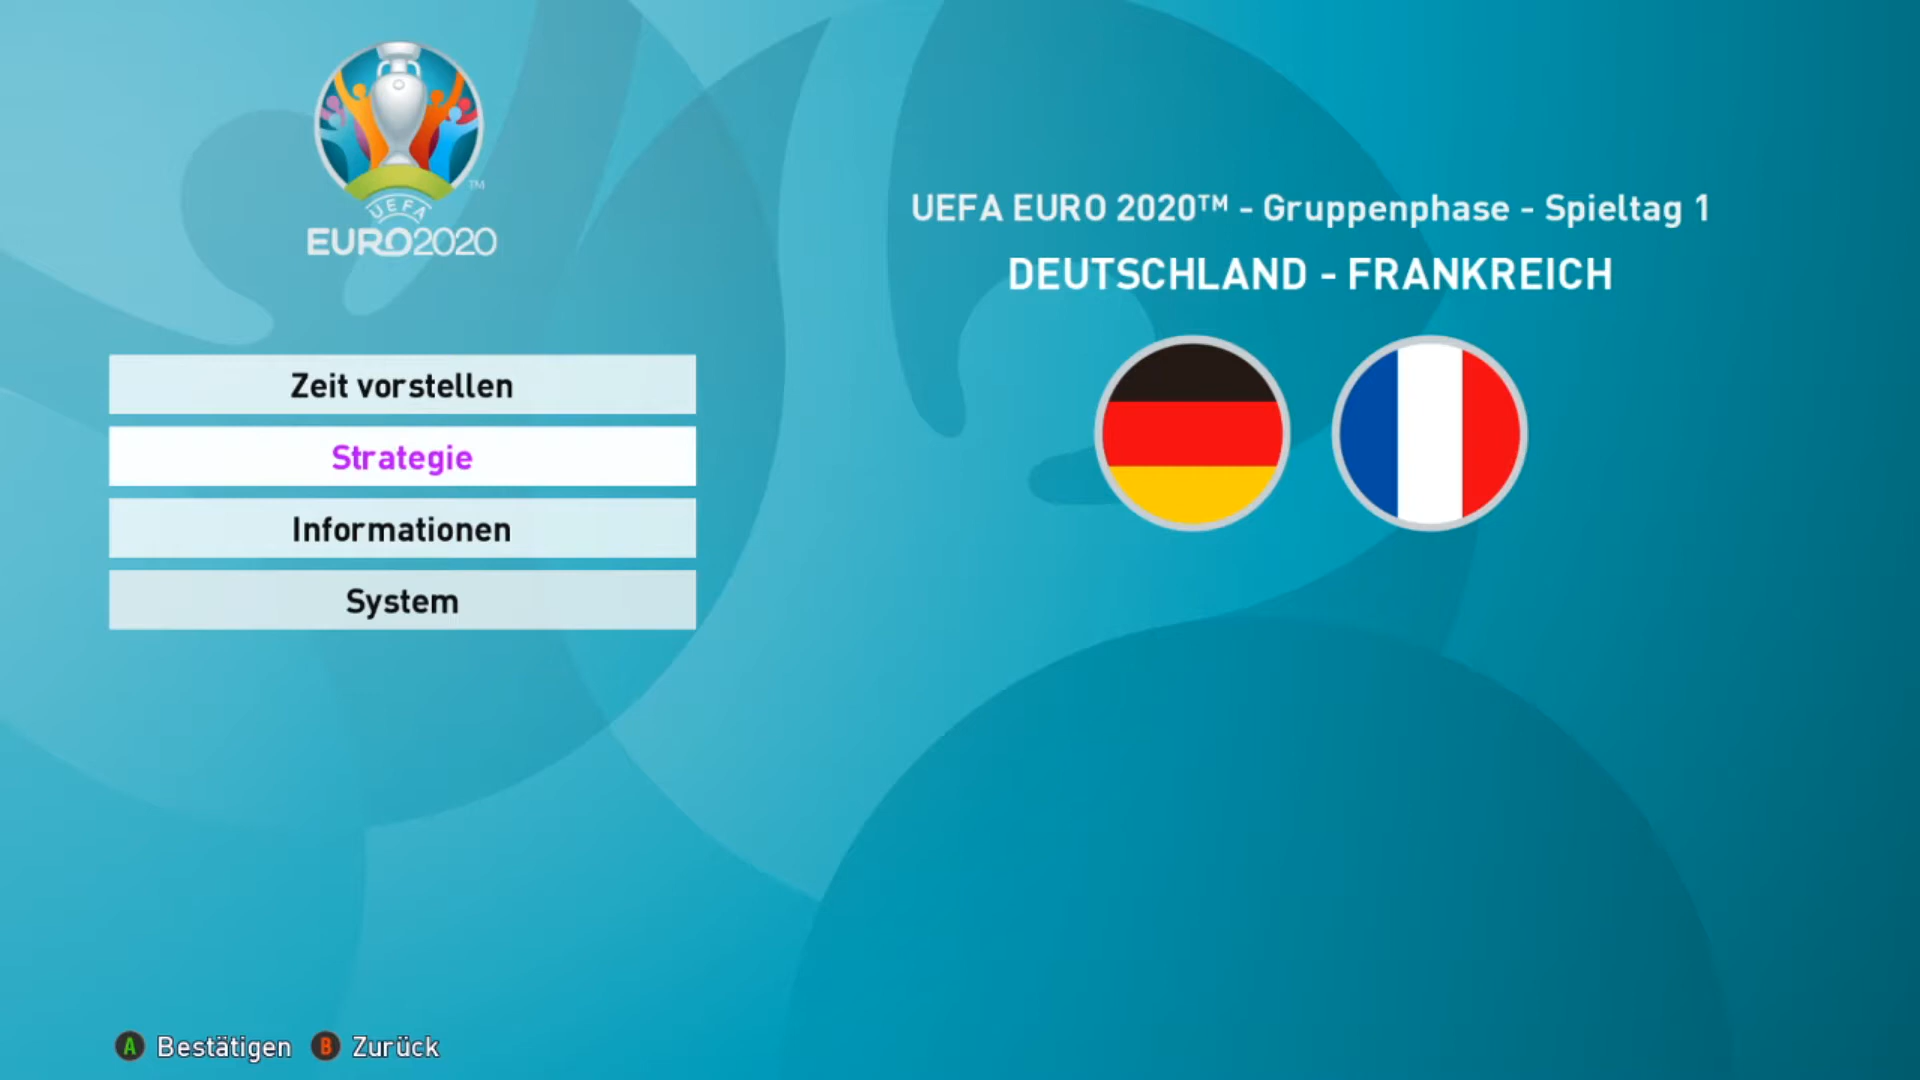 TM
UEFA
EURO2020
UEFA EURO 2020™ - Gruppenphase - Spieltag 1
DEUTSCHLAND - FRANKREICH
Zeit vorstellen
Strategie
Informationen
System
A Bestätigen B Zurück